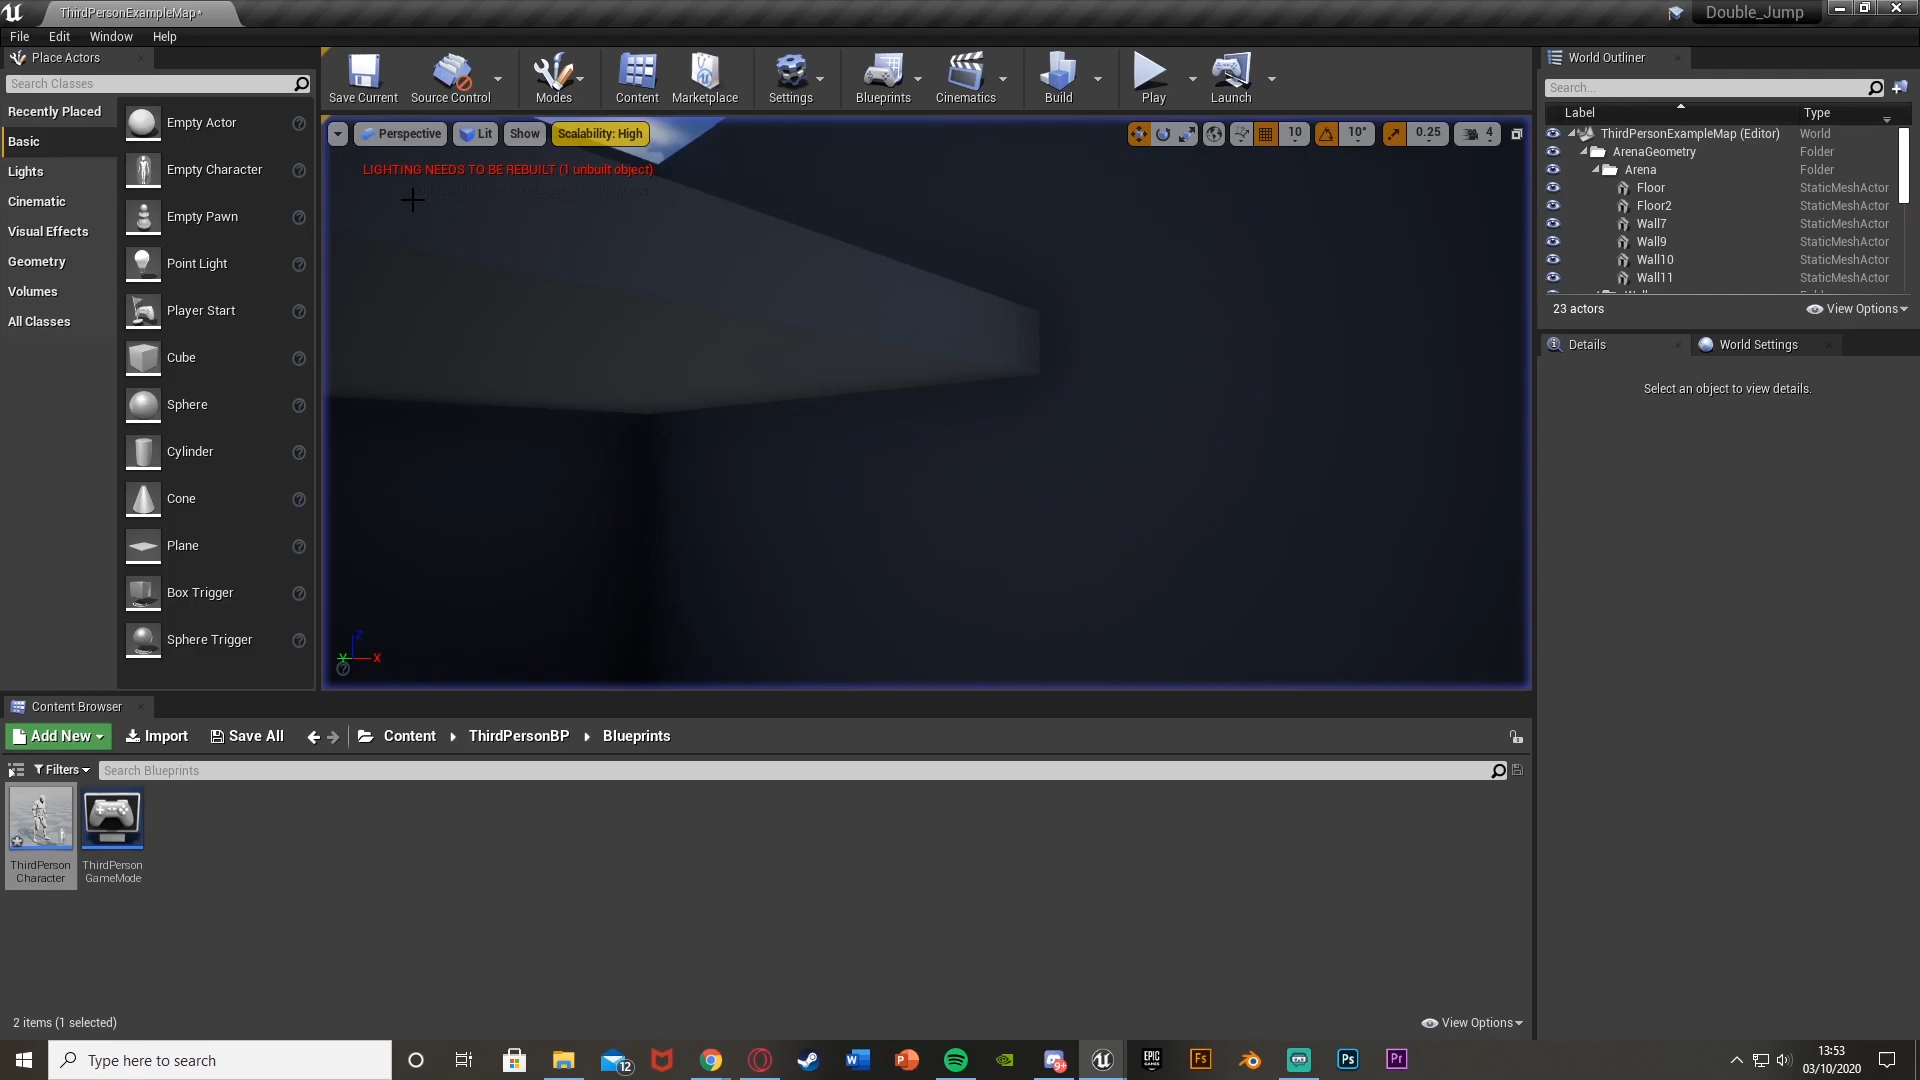 ThirdPersonExampleMap*
Double_Jump
File Edit Window Help
Place Actors
Search Classes
Recently Placed
Basic
Lights
Cinematic
Visual Effects
Geometry
Volumes
All Classes
Empty Actor
Empty Character
Empty Pawn
Point Light
Player Start
Cube
Sphere
Cylinder
Cone
Plane
Box Trigger
Sphere Trigger
Save Current Source Control Modes Content Marketplace Settings Blueprints Cinematics Build Play Launch
Perspective Lit Show Scalability: High 10 10° 0.25 4
LIGHTING NEEDS TO BE REBUILT (1 unbuilt object)
Z
Y X
World Outliner
Search...
Label Type
ThirdPersonExampleMap (Editor) World
ArenaGeometry Folder
Arena Folder
Floor StaticMeshActor
Floor2 StaticMeshActor
Wall7 StaticMeshActor
Wall9 StaticMeshActor
Wall10 StaticMeshActor
Wall11 StaticMeshActor
23 actors View Options
Details World Settings
Select an object to view details.
Content Browser
Add New Import Save All Content ThirdPersonBP Blueprints
Filters Search Blueprints
ThirdPerson
Character
ThirdPerson
GameMode
2 items (1 selected) View Options
Type here to search
12
W
P
9+
EPIC
GAMES
Fs
Ps
Pr
13:53
03/10/2020